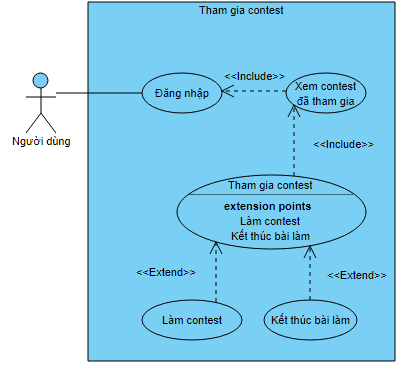 Tham gia contest
<<Include>>
Đăng nhập
Xem contest
đã tham gia
Người dùng
<<Include>>
Tham gia contest
extension points
Làm contest
Kết thúc bài làm
<<Extend>>
<<Extend>>
Làm contest
Kết thúc bài làm